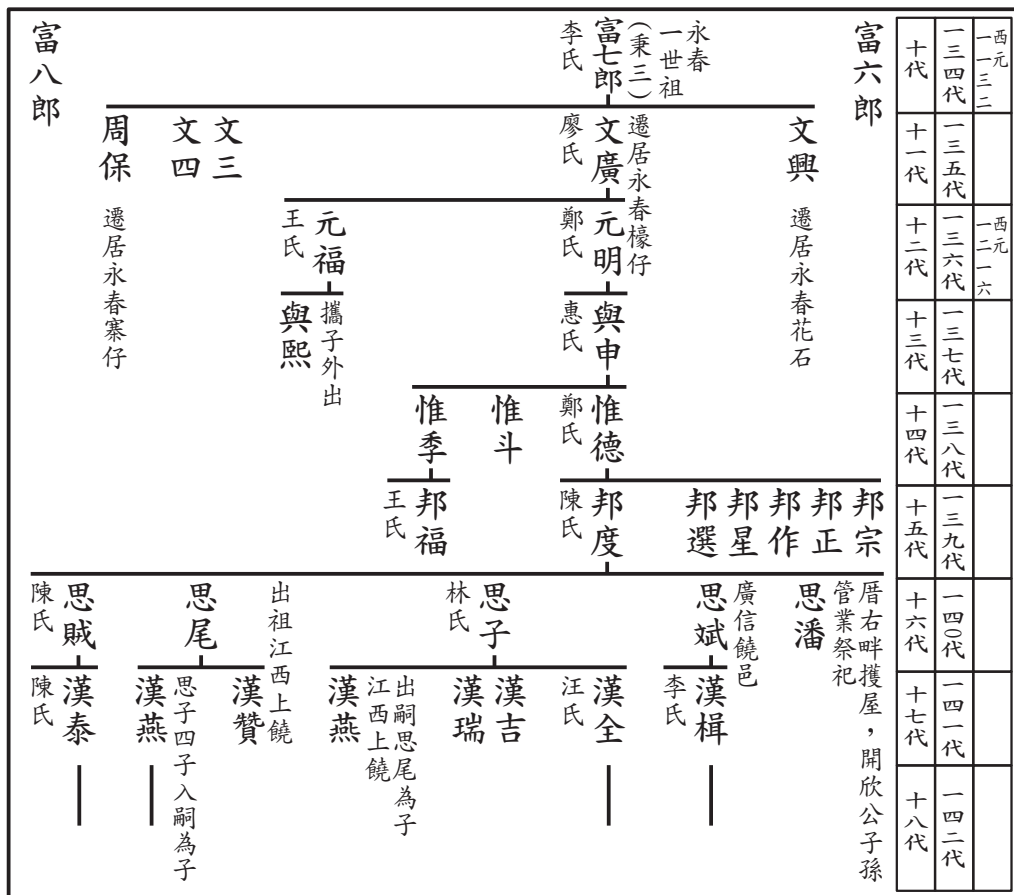 西元一一三二
一三四代
十代
西元一二一六
一三五代
十一代
一三六代
十二代
一三七代
十三代
一三八代
十四代
一三九代
十五代
一四0代
十六代
一四一代
十七代
一四二代
十八代
富六郎
永春
一世祖
(秉三)
富七郎
李氏
富八郎
文興
遷居永春花石
遷居永春檺仔
文廣
廖氏
文三
文四
周保
遷居永春寨仔
元明
鄭氏
元福
王氏
與申
惠氏
攜子外出
與熙
惟德
鄭氏
惟斗
惟季
邦宗
邦正
邦作
邦星
邦選
邦度
陳氏
邦福
王氏
厝右畔擭屋，開欣公子孫
管業祭祀
思潘
廣信饒邑
思斌
思子
林氏
出祖江西上饒
思尾
思賊
陳氏
漢楫
李氏
漢全
汪氏
漢吉
漢瑞
出嗣思尾為子
江西上饒
漢燕
漢贊
思子四子入嗣為子
漢燕
漢泰
陳氏